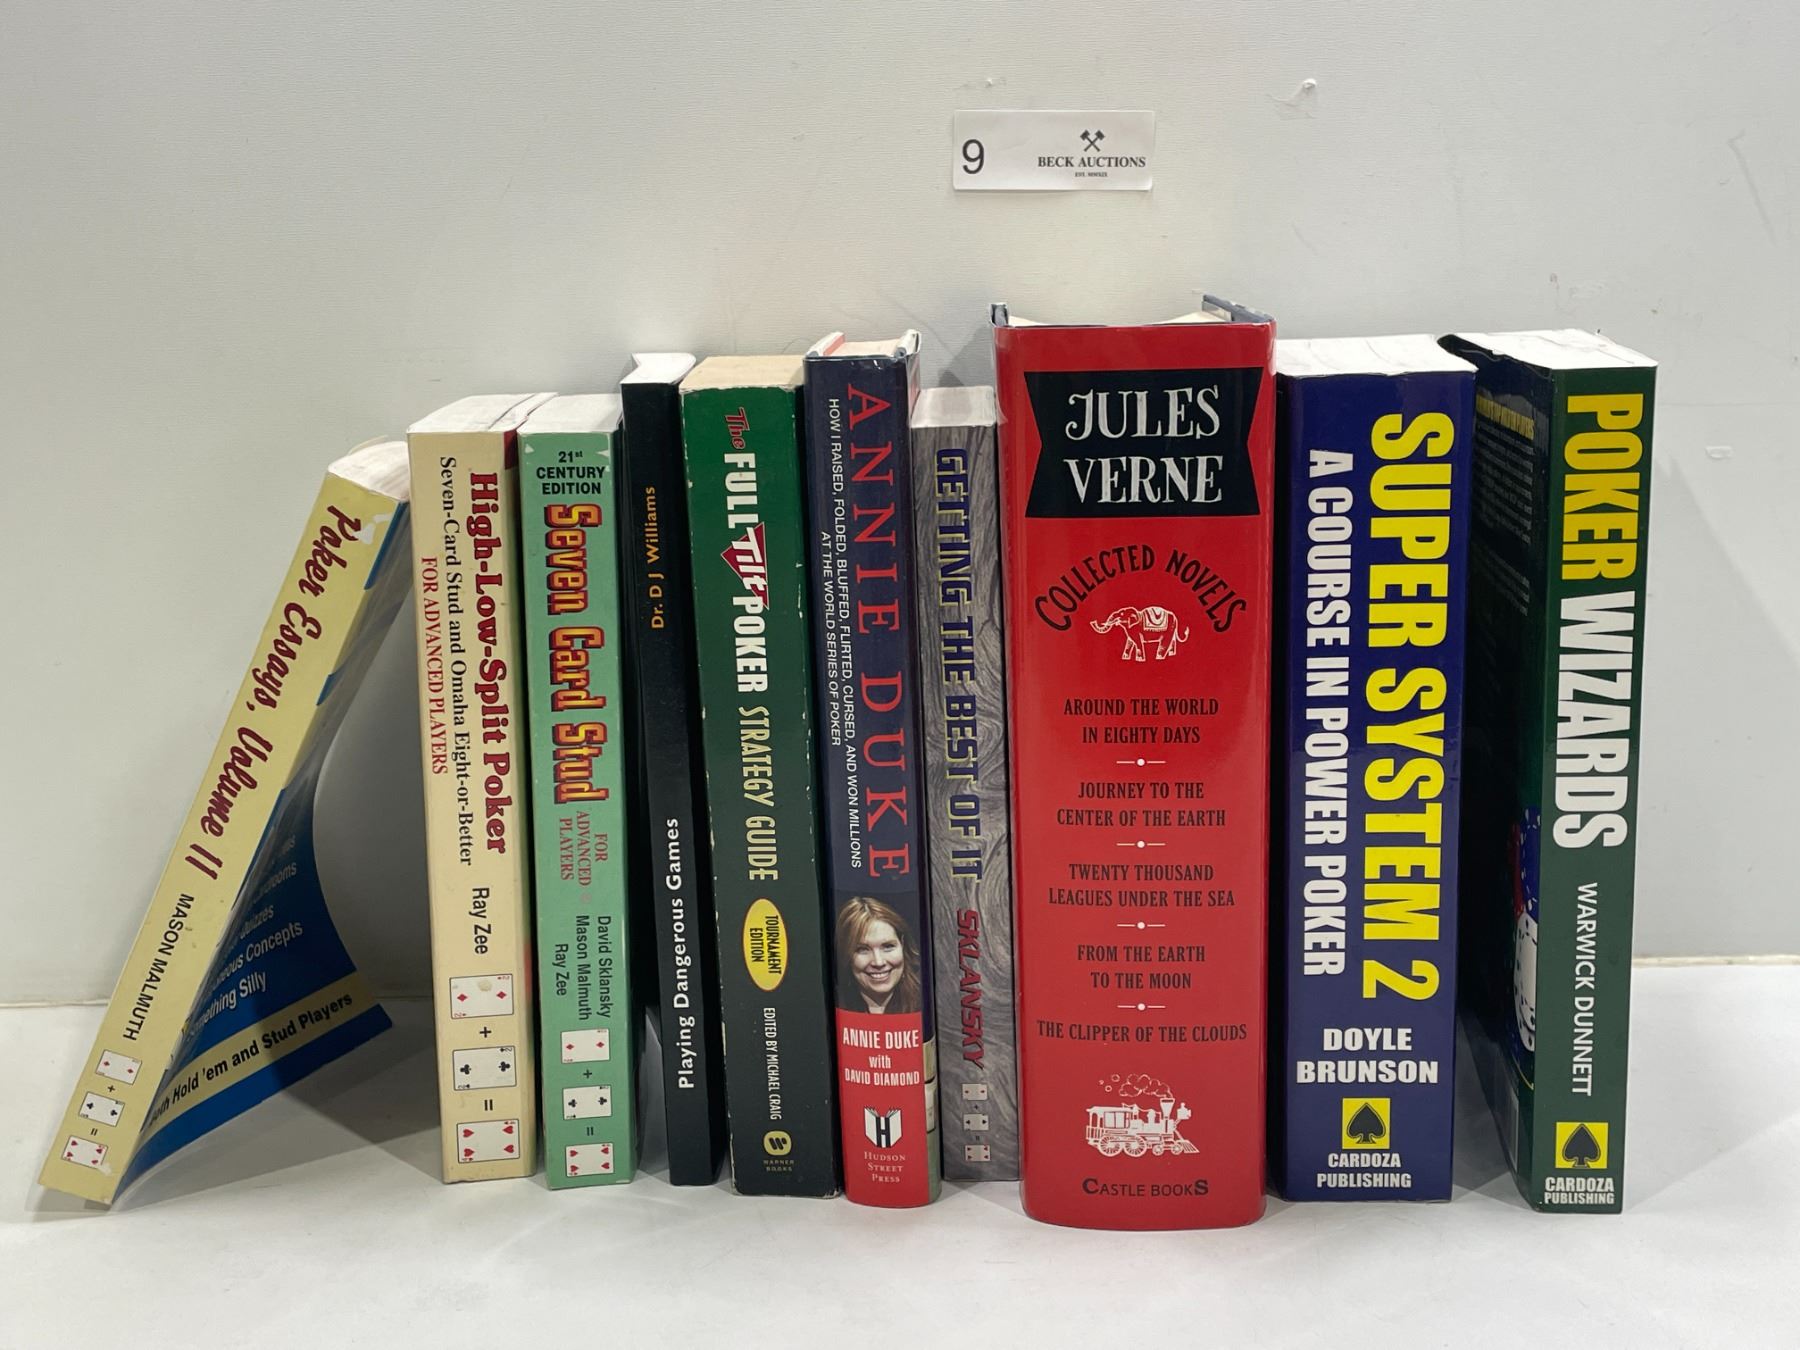 9
BECK AUCTIONS
EST. MMXIX
Poker Essays, Volume II
MASON MALMUTH
neous Concepts
mething Silly
oth Hold 'em and Stud Players
High-Low-Split Poker
Seven-Card Stud and Omaha Eight-or-Better
FOR ADVANCED PLAYERS
Ray Zee
21st
CENTURY
EDITION
Seven Card Stud
FOR
ADVANCED
PLAYERS
David Sklansky
Mason Malmuth
Ray Zee
Dr. D J Williams
Playing Dangerous Games
The
FULL TILT POKER STRATEGY GUIDE
TOURNAMENT
EDITION
EDITED BY MICHAEL CRAIG
WARNER
BOOKS
ANNIE DUKE
HOW I RAISED, FOLDED, BLUFFED, FLIRTED, CURSED, AND WON MILLIONS
AT THE WORLD SERIES OF POKER
ANNIE DUKE
with
DAVID DIAMOND
H
HUDSON
STREET
PRESS
GETTING THE BEST OF IT
SKLANSKY
JULES
VERNE
COLLECTED NOVELS
AROUND THE WORLD
IN EIGHTY DAYS
JOURNEY TO THE
CENTER OF THE EARTH
TWENTY THOUSAND
LEAGUES UNDER THE SEA
FROM THE EARTH
TO THE MOON
THE CLIPPER OF THE CLOUDS
CASTLE BOOKS
SUPER SYSTEM 2
A COURSE IN POWER POKER
DOYLE
BRUNSON
CARDOZA
PUBLISHING
POKER WIZARDS
WARWICK DUNNETT
CARDOZA
PUBLISHING